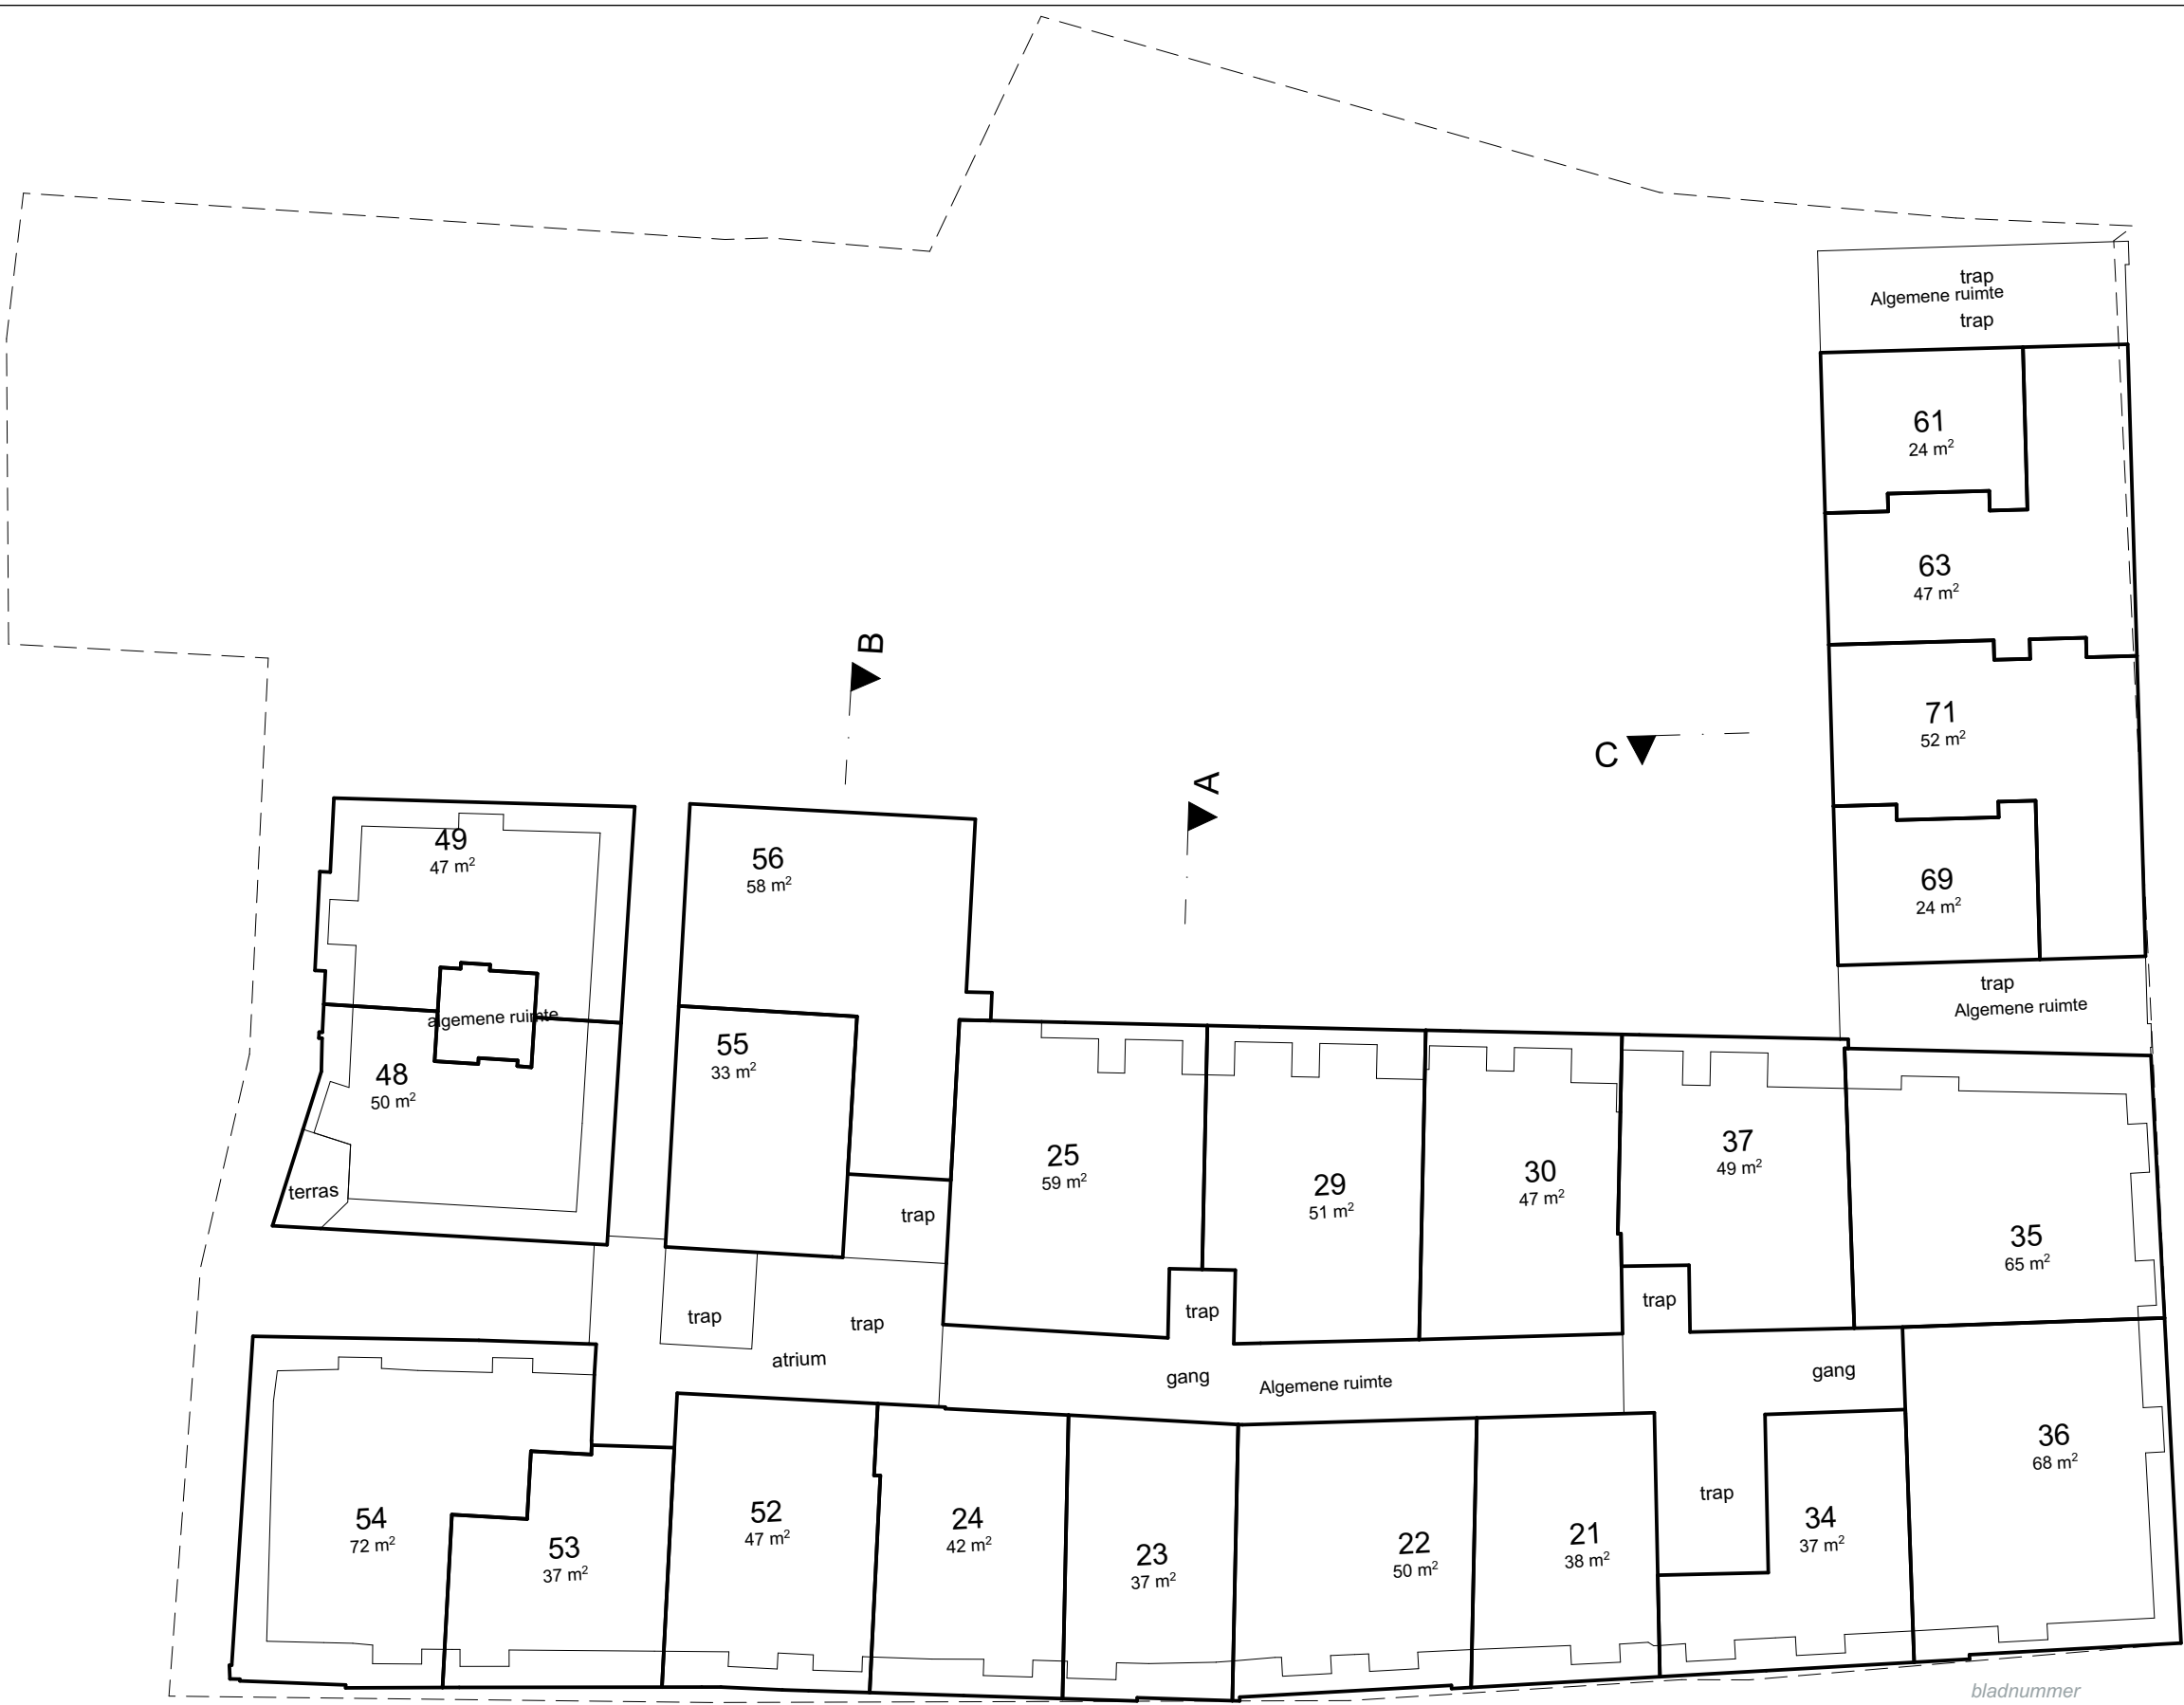 trap
Algemene ruimte
trap
61
24 m²
63
47 m²
B
71
52 m²
C
A
49
47 m²
56
58 m²
69
24 m²
trap
Algemene ruimte
algemene ruimte
55
33 m²
48
50 m²
25
59 m²
29
51 m²
30
47 m²
37
49 m²
terras
trap
35
65 m²
trap
trap
trap
trap
atrium
gang
Algemene ruimte
gang
36
68 m²
54
72 m²
53
37 m²
52
47 m²
24
42 m²
23
37 m²
22
50 m²
21
38 m²
trap
34
37 m²
bladnummer